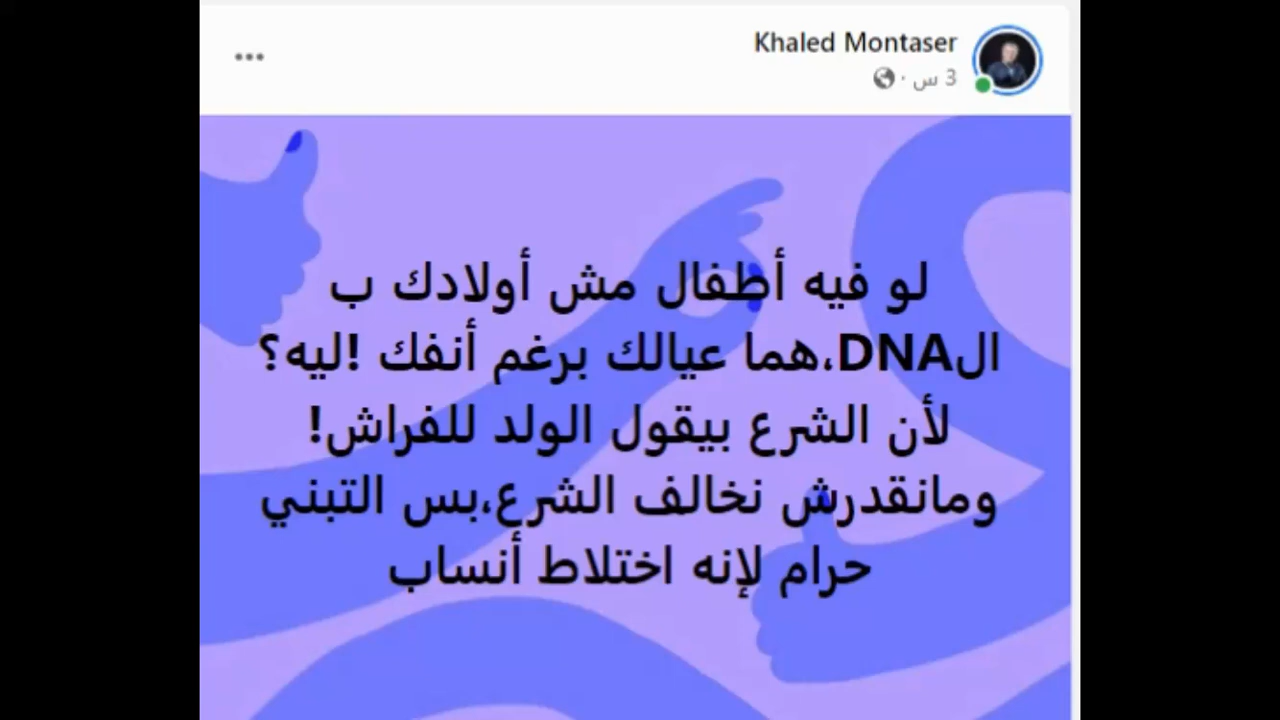 Khaled Montaser
3 س
لو فيه أطفال مش أولادك ب
الDNA،هما عيالك برغم أنفك !ليه؟
لأن الشرع بيقول الولد للفراش!
ومانقدرش نخالف الشرع،بس التبني
حرام لإنه اختلاط أنساب